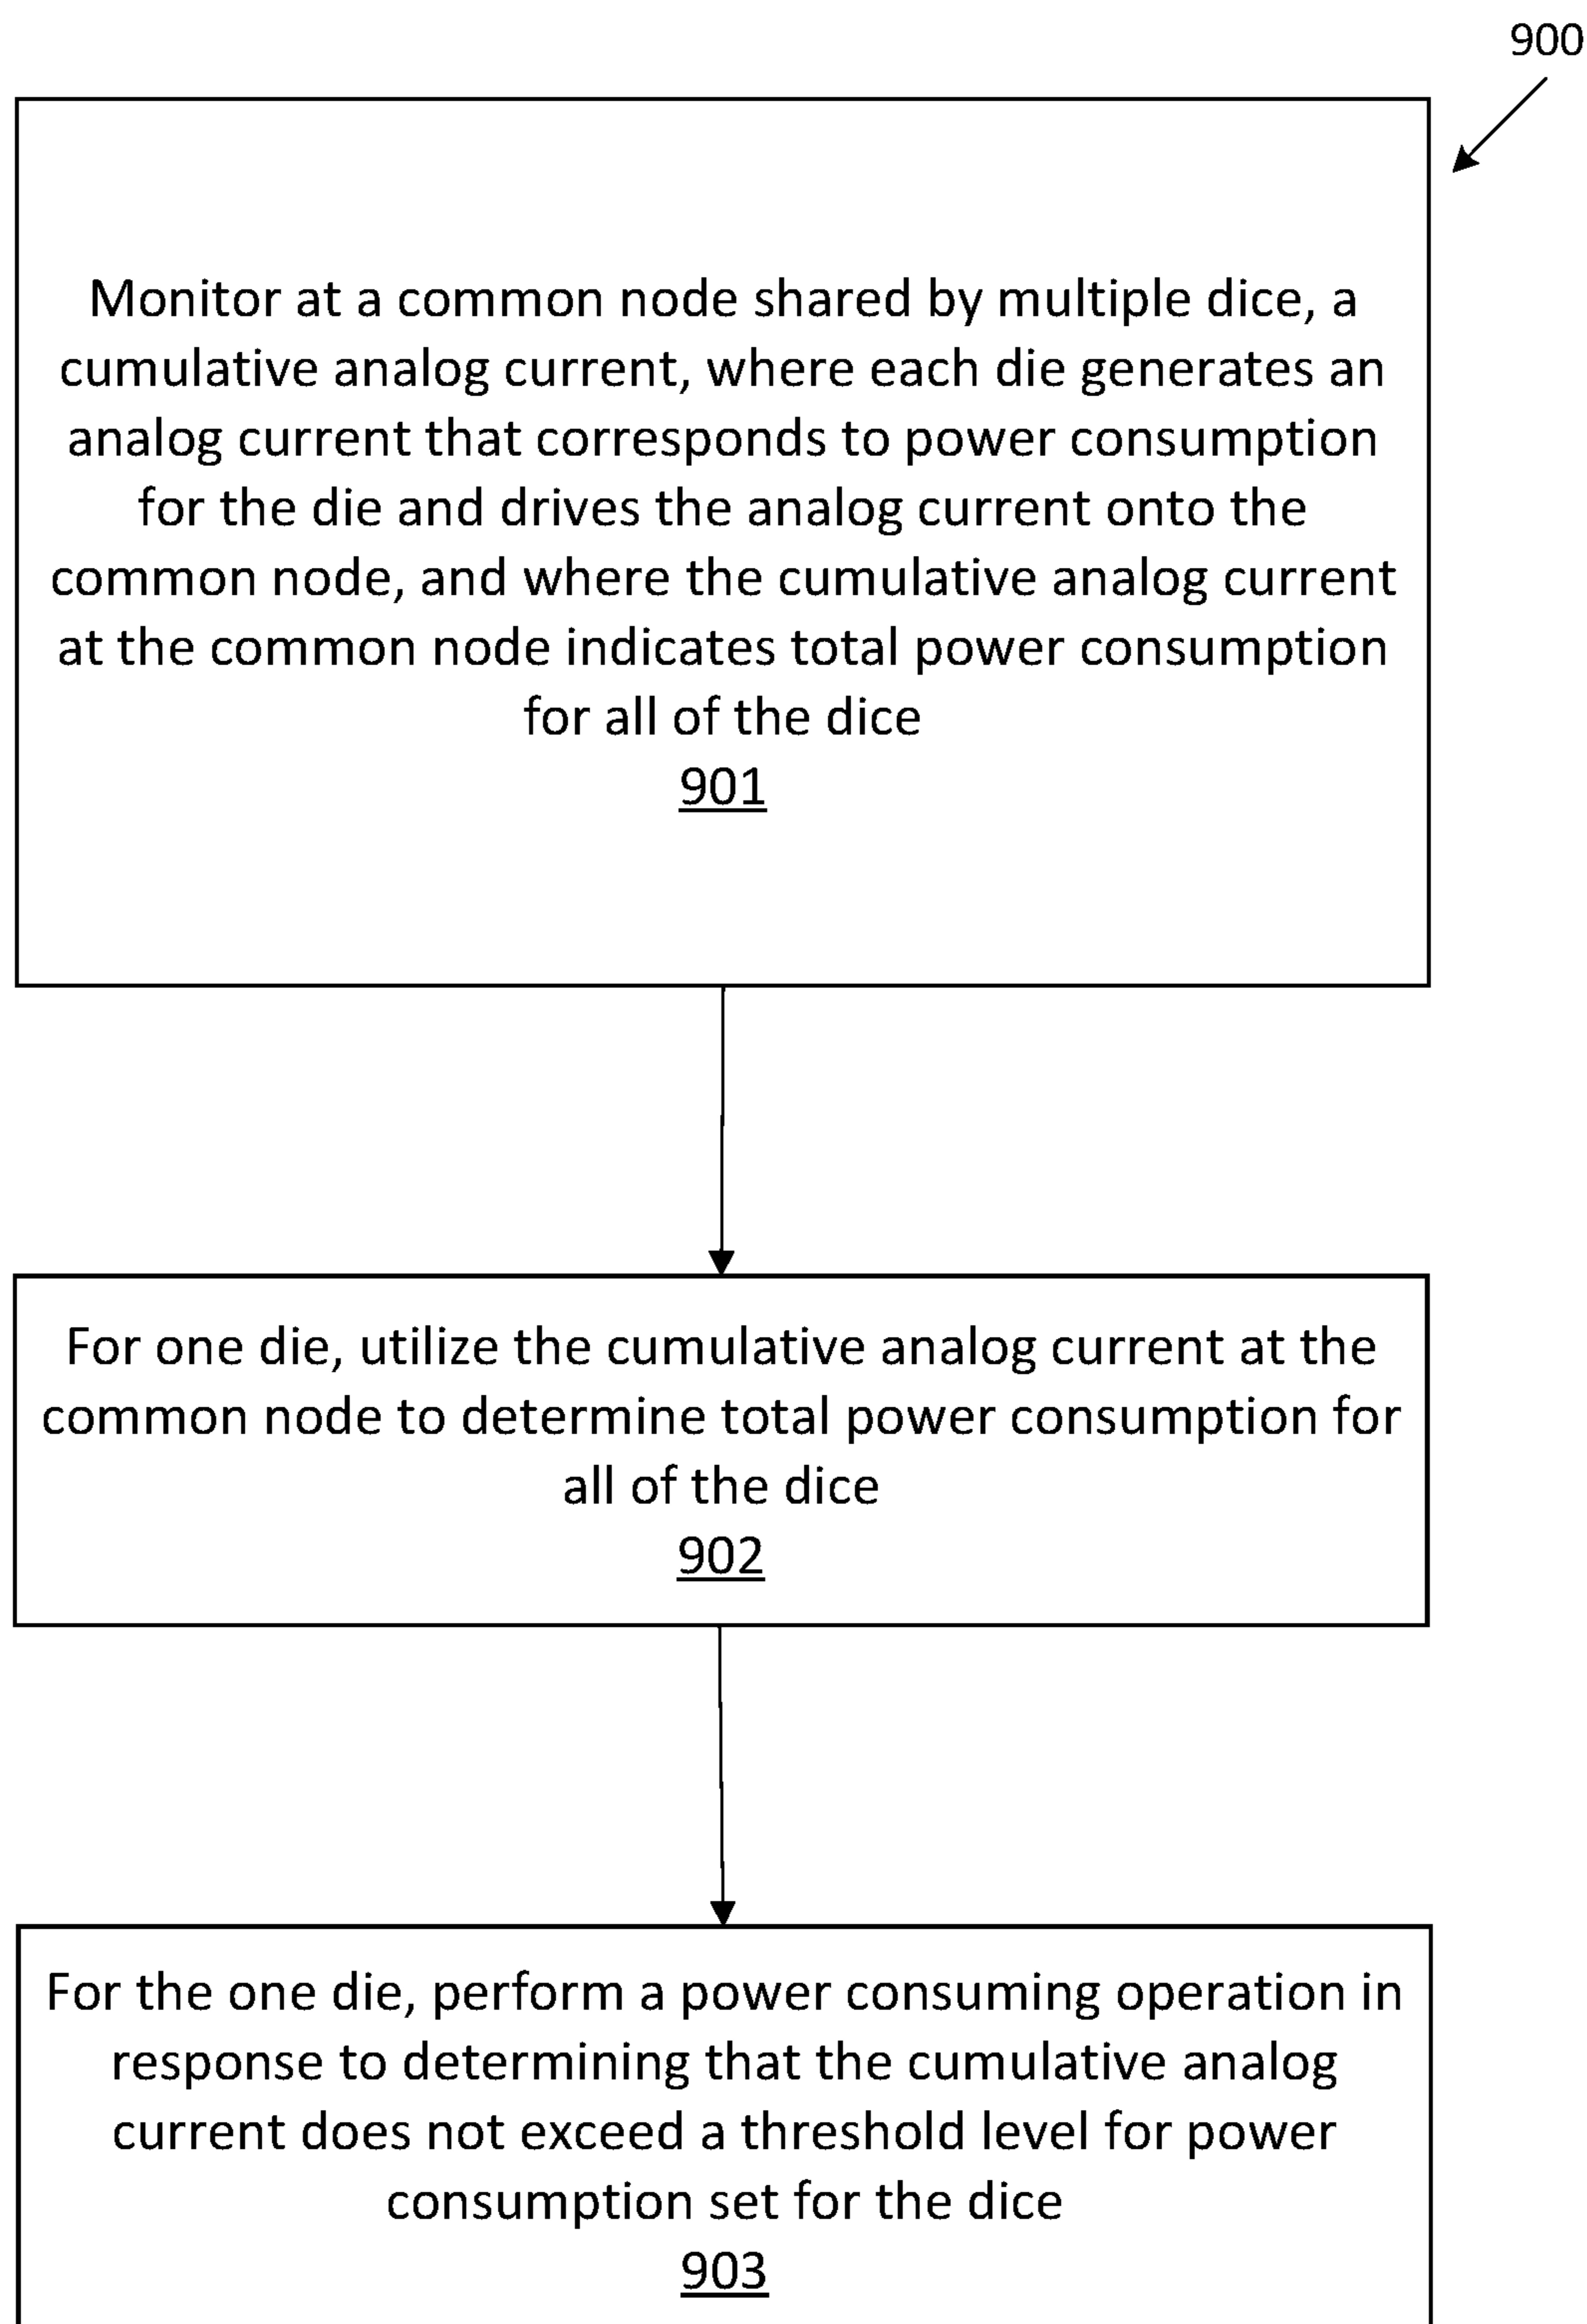 900
Monitor at a common node shared by multiple dice, a
cumulative analog current, where each die generates an
analog current that corresponds to power consumption
for the die and drives the analog current onto the
common node, and where the cumulative analog current
at the common node indicates total power consumption
for all of the dice
901
For one die, utilize the cumulative analog current at the
common node to determine total power consumption for
all of the dice
902
For the one die, perform a power consuming operation in
response to determining that the cumulative analog
current does not exceed a threshold level for power
consumption set for the dice
903